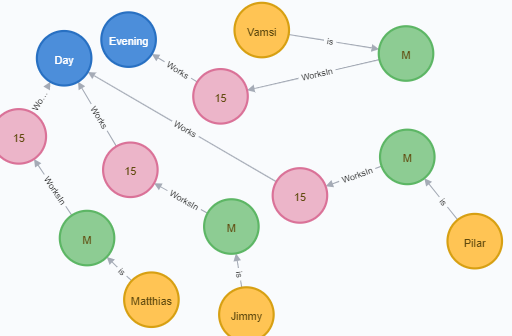 Vamsi
Evening
is
Day
M
Works
WorksIn
15
Wo...
Works
Works
15
15
M
WorksIn
15
WorksIn
WorksIn
is
M
M
Pilar
is
is
Matthias
Jimmy